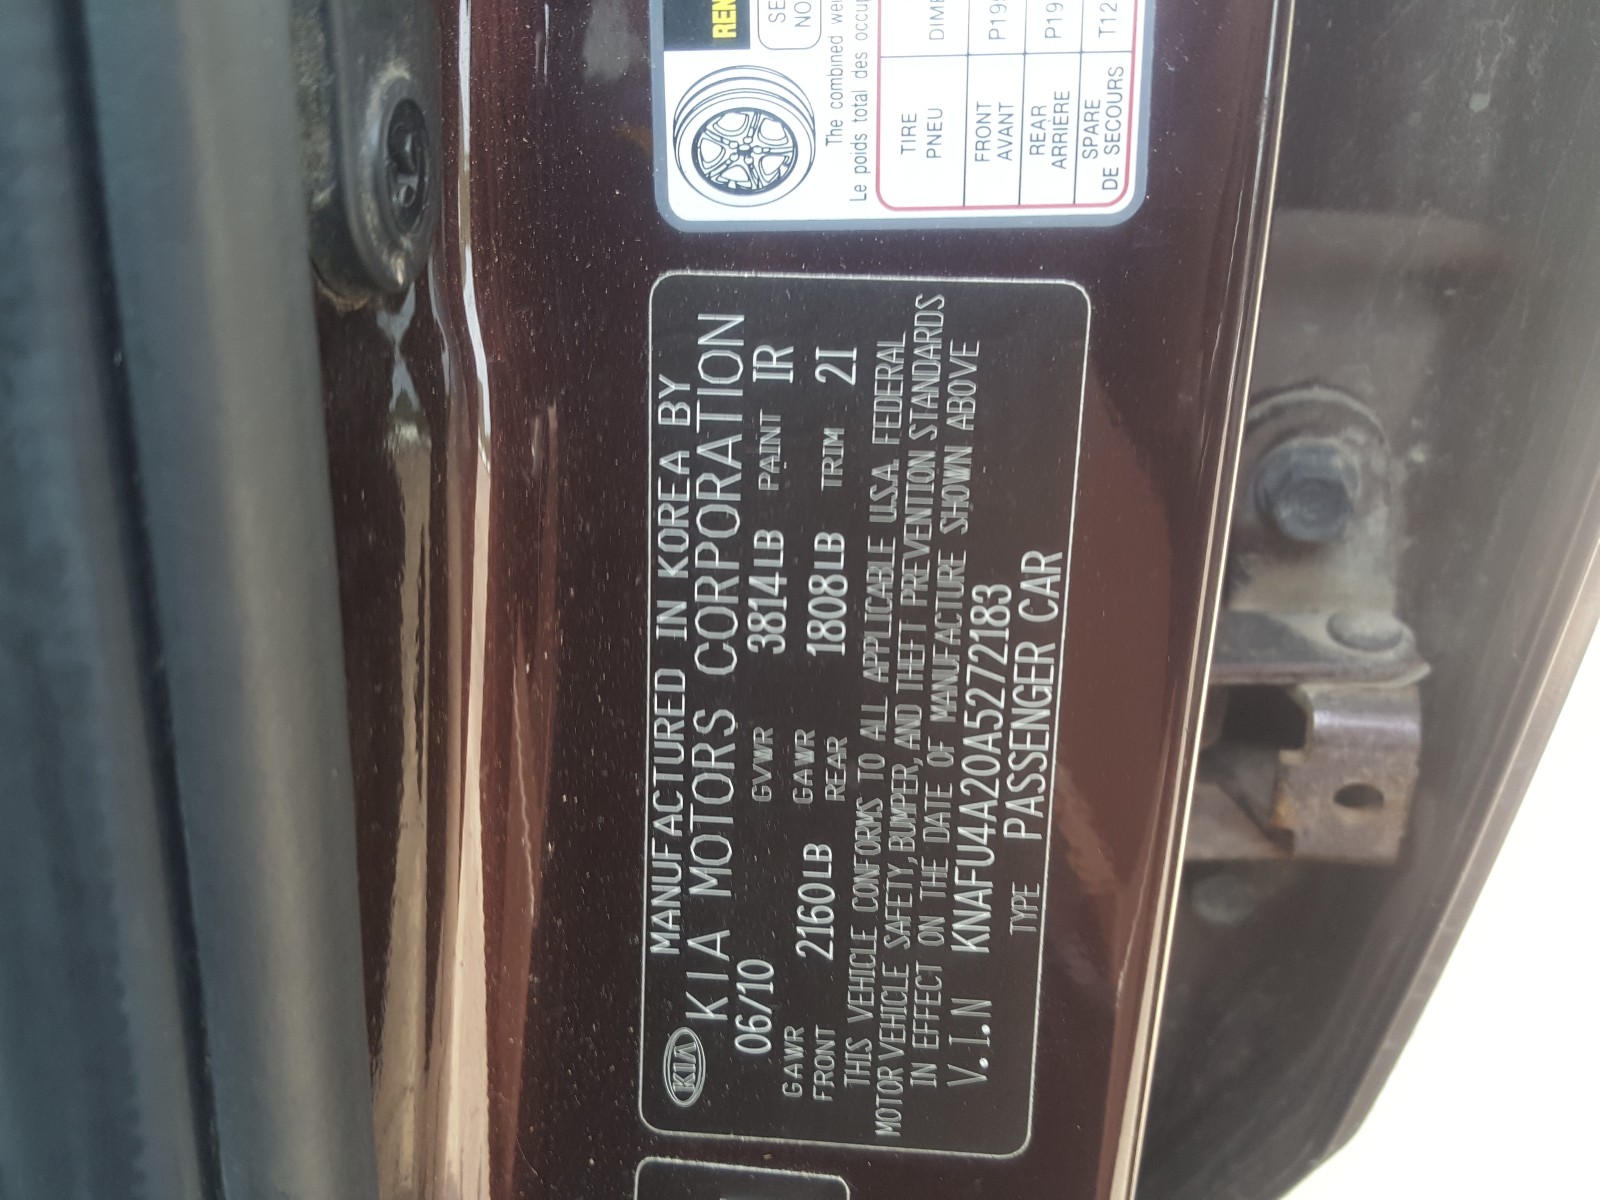 KIA
MANUFACTURED IN KOREA BY
KIA MOTORS CORPORATION
06/10 GVWR 3814LB PAINT IR
GAWR FRONT 2160LB GAWR REAR 1808LB TRIM 2I
THIS VEHICLE CONFORMS TO ALL APPLICABLE U.S.A. FEDERAL
MOTOR VEHICLE SAFETY, BUMPER, AND THEFT PREVENTION STANDARDS
IN EFFECT ON THE DATE OF MANUFACTURE SHOWN ABOVE
V.I.N KNAFU4A20A5272183
TYPE PASSENGER CAR
The combined
Le poids total des
TIRE
PNEU
FRONT
AVANT
REAR
ARRIERE
SPARE
DE SECOURS